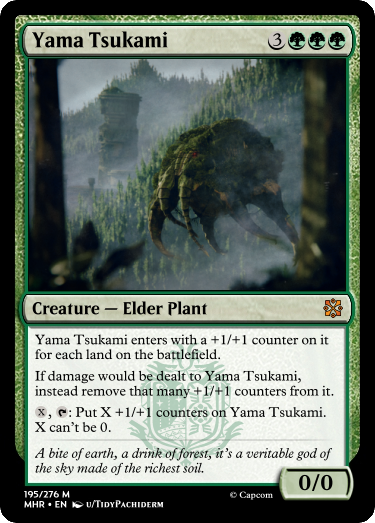 Yama Tsukami 3
Creature — Elder Plant
Yama Tsukami enters with a +1/+1 counter on it
for each land on the battlefield.
If damage would be dealt to Yama Tsukami,
instead remove that many +1/+1 counters from it.
X, : Put X +1/+1 counters on Yama Tsukami.
X can't be 0.
A bite of earth, a drink of forest, it's a veritable god of
the sky made of the richest soil.
0/0
195/276 M
MHR • EN u/TidyPachiderm
© Capcom